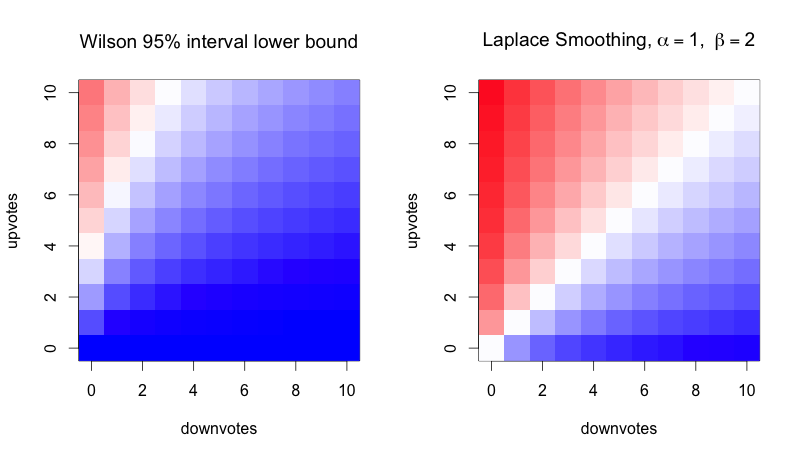 Wilson 95% interval lower bound
upvotes
10
8
6
4
2
0
0 2 4 6 8 10
downvotes
Laplace Smoothing, α = 1, β = 2
upvotes
10
8
6
4
2
0
0 2 4 6 8 10
downvotes